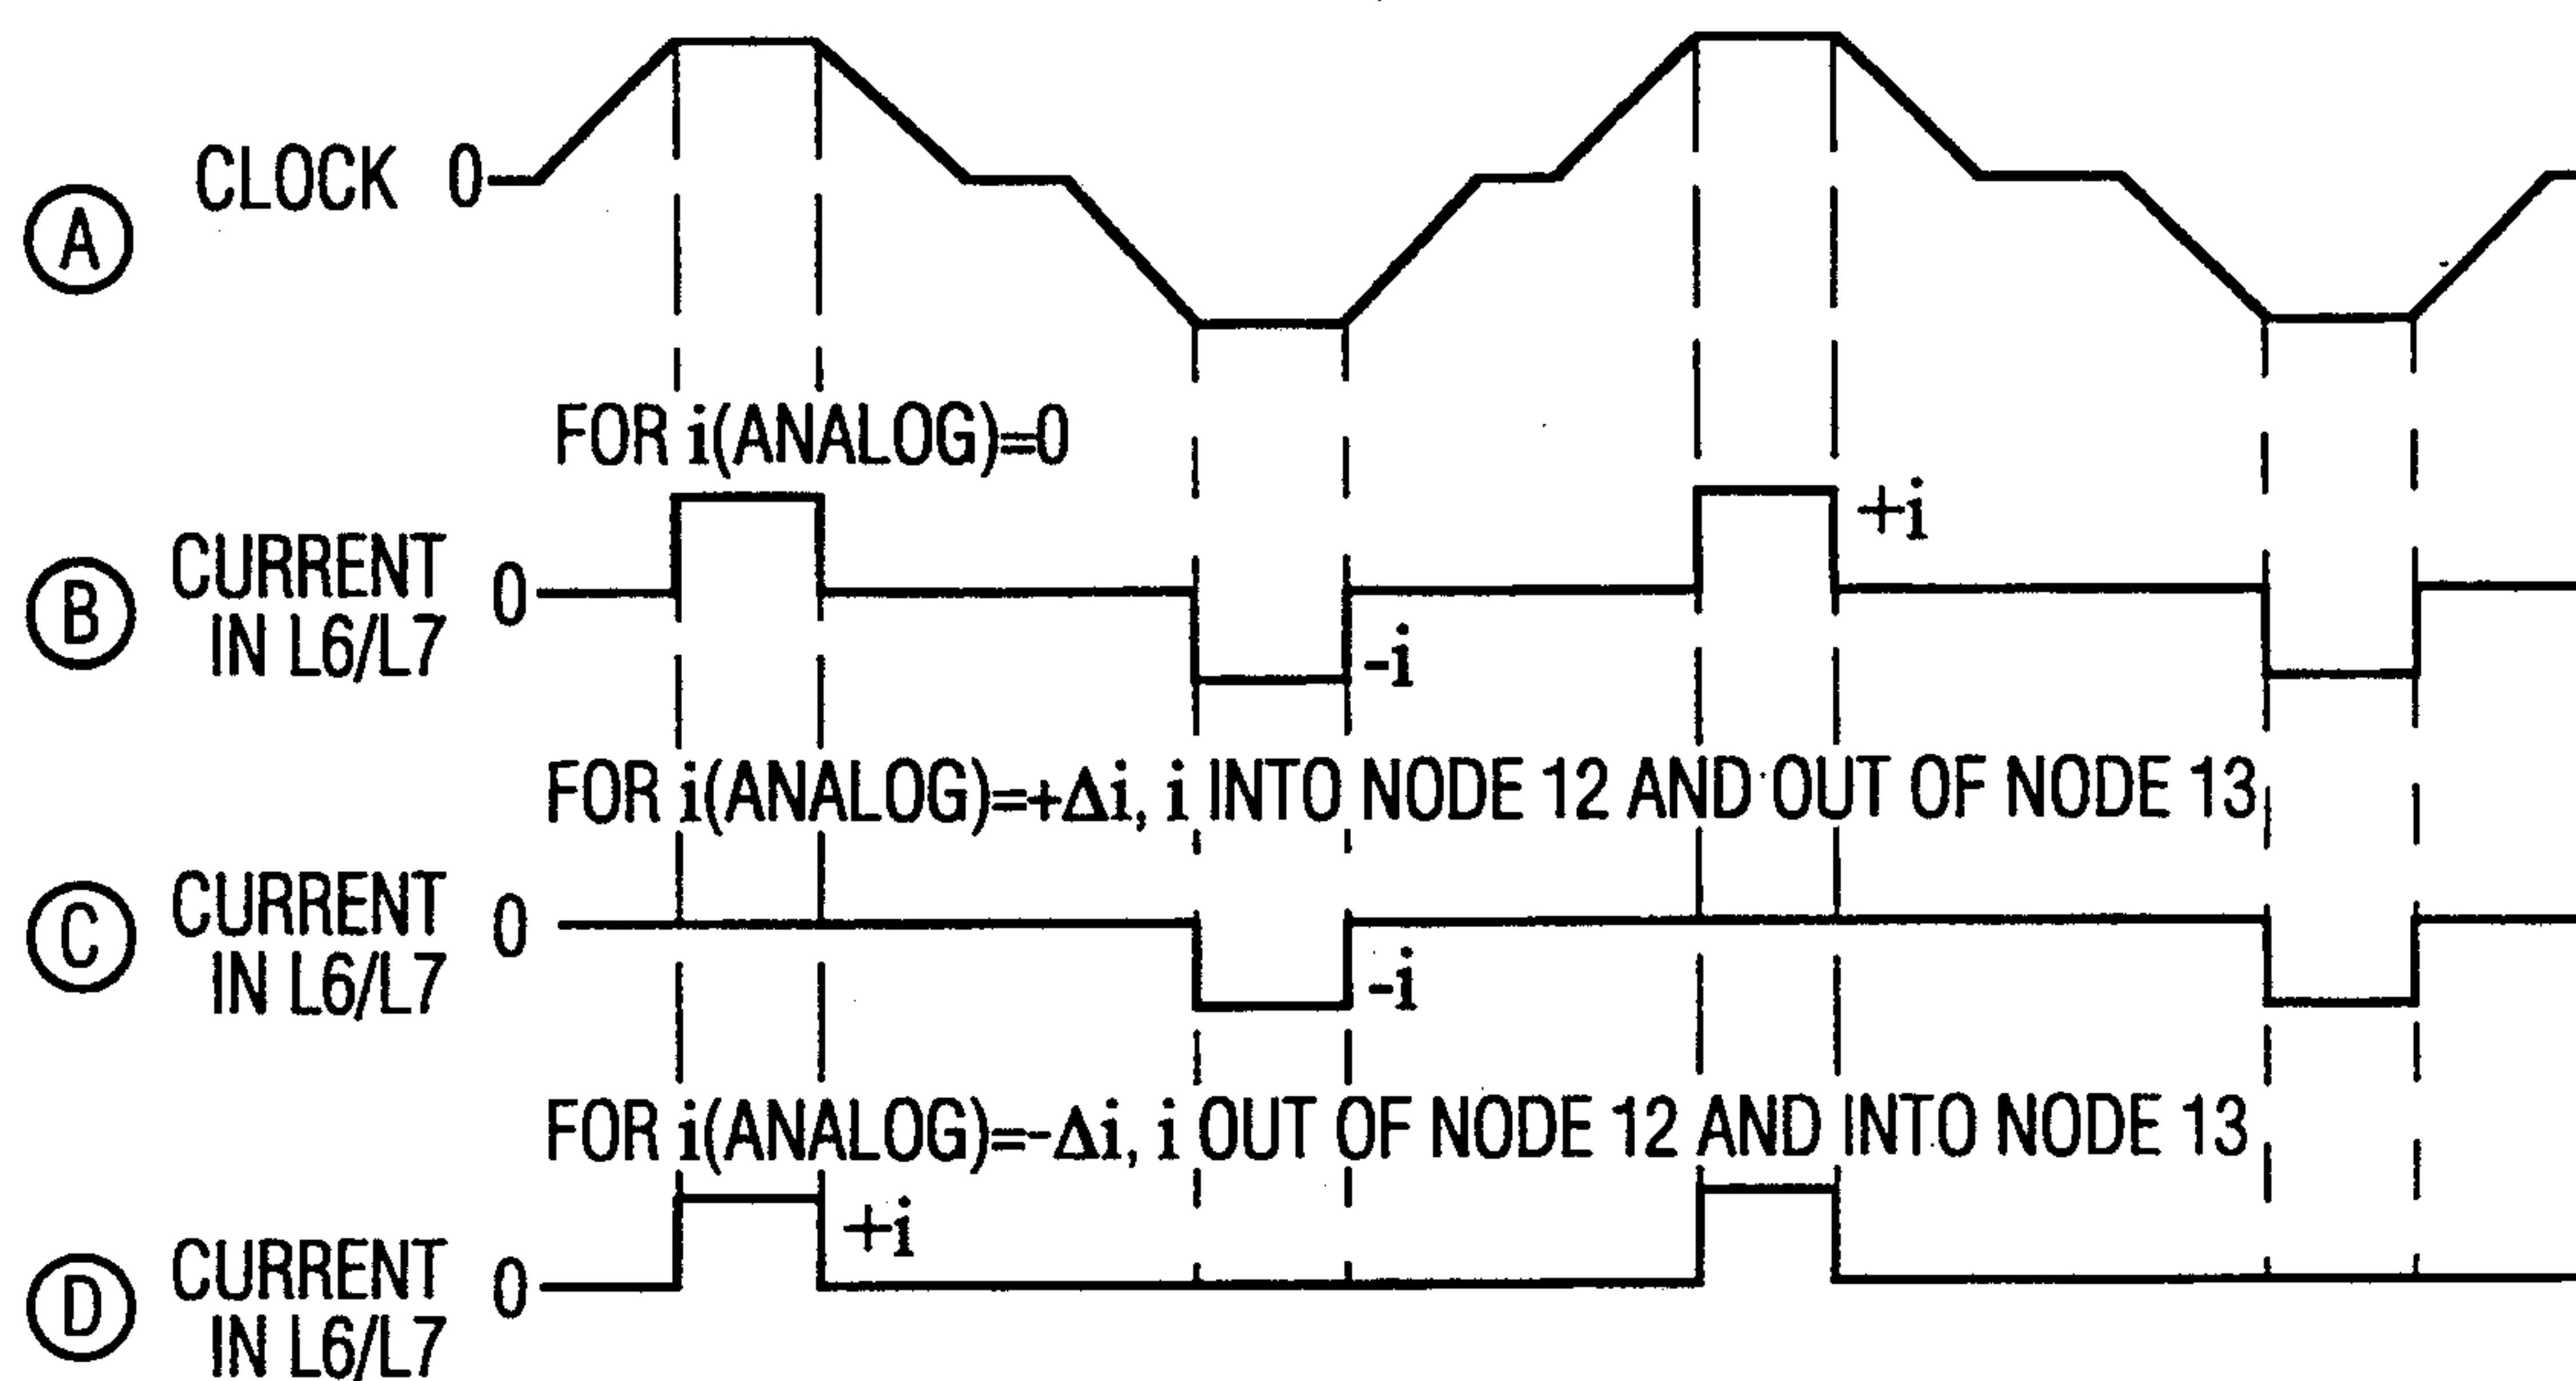 A CLOCK 0
FOR i(ANALOG)=0
B CURRENT 0
IN L6/L7
+i
-i
FOR i(ANALOG)=+Δi, i INTO NODE 12 AND OUT OF NODE 13
C CURRENT 0
IN L6/L7
-i
FOR i(ANALOG)=-Δi, i OUT OF NODE 12 AND INTO NODE 13
D CURRENT 0
IN L6/L7
+i